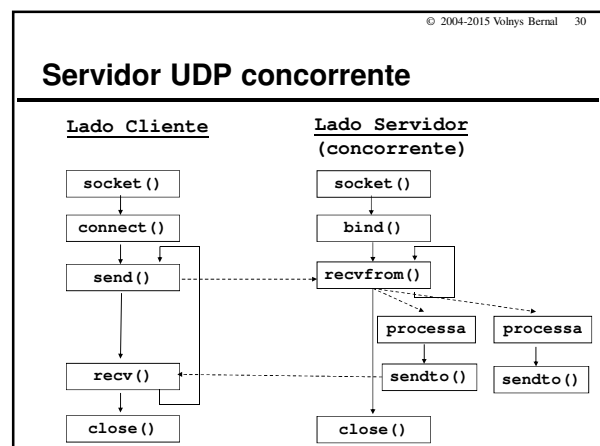 © 2004-2015 Volnys Bernal 30
Servidor UDP concorrente
Lado Cliente
socket()
connect()
send()
recv()
close()
Lado Servidor
(concorrente)
socket()
bind()
recvfrom()
processa
processa
sendto()
sendto()
close()